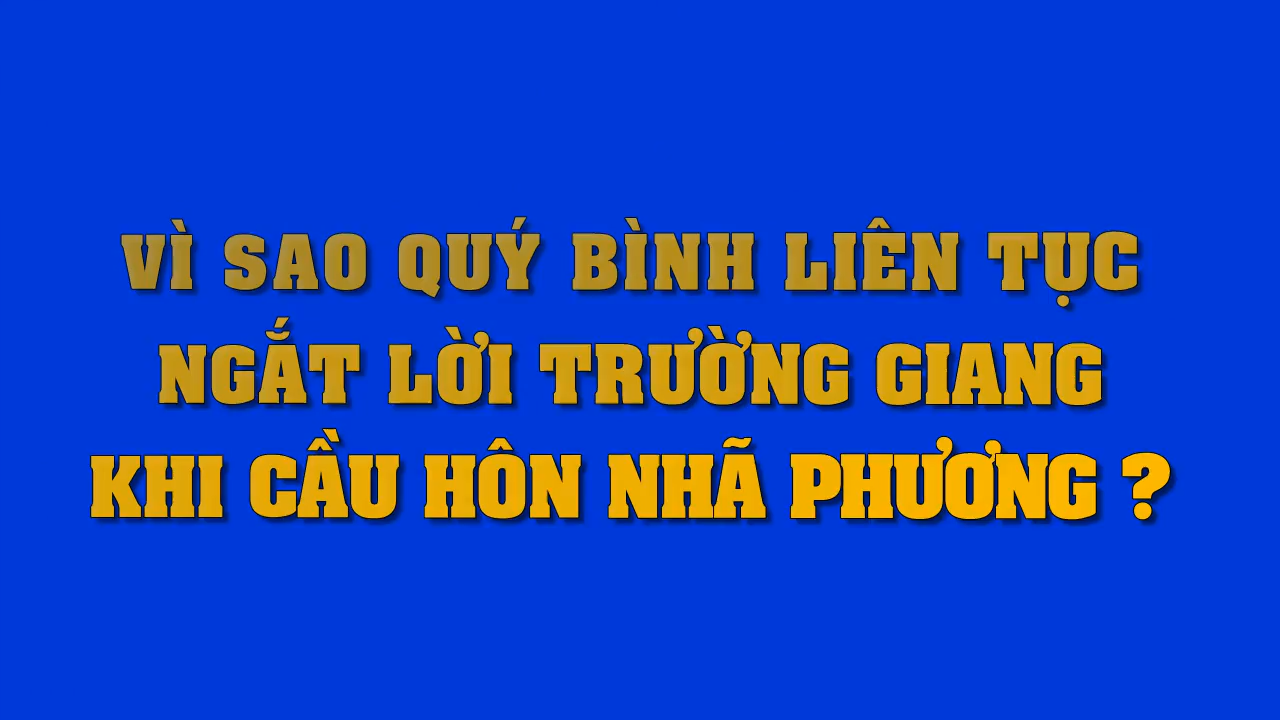 VÌ SAO QUÝ BÌNH LIÊN TỤC
NGẮT LỜI TRƯỜNG GIANG
KHI CẦU HÔN NHÃ PHƯƠNG ?